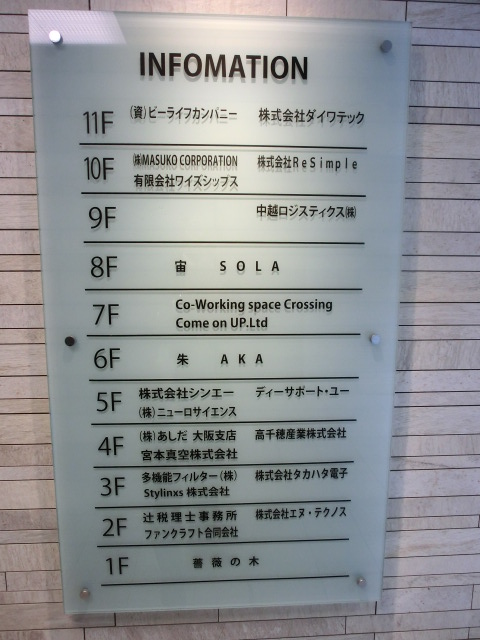 INFOMATION
11F (資)ビーライフカンパニー 株式会社ダイワテック
10F ㈱MASUKO CORPORATION 株式会社ReSimple
有限会社ワイズシップス
9F 中越ロジスティクス㈱
8F 宙 SOLA
7F Co-Working space Crossing
Come on UP.Ltd
6F 朱 AKA
5F 株式会社シンエー ディーサポート・ユー
(株)ニューロサイエンス
4F (株)あしだ 大阪支店 高千穂産業株式会社
宮本真空株式会社
3F 多機能フィルター(株) 株式会社タカハタ電子
Stylinxs 株式会社
2F 辻税理士事務所 株式会社エヌ・テクノス
ファンクラフト合同会社
1F 薔薇の木